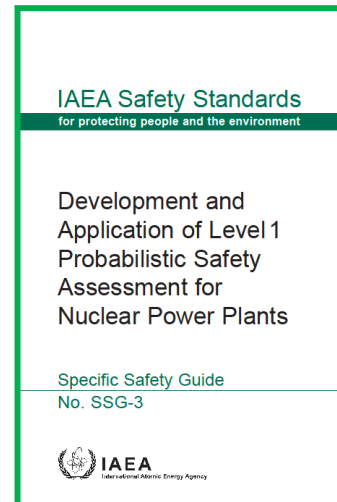 IAEA Safety Standards
for protecting people and the environment
Development and
Application of Level 1
Probabilistic Safety
Assessment for
Nuclear Power Plants
Specific Safety Guide
No. SSG-3
IAEA
International Atomic Energy Agency